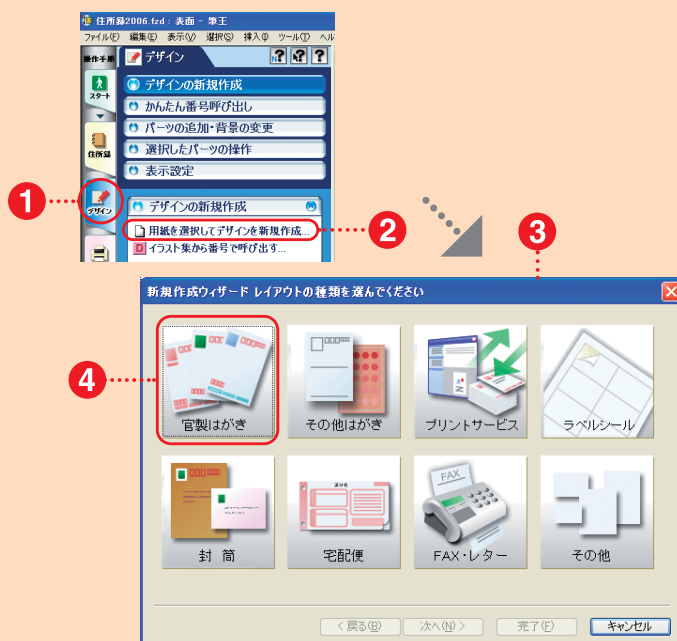 住所録2006.fzd : 表面 - 筆王
ファイル(F) 編集(E) 表示(V) 選択(S) 挿入(I) ツール(T) ヘル
操作手順
デザイン
スタート
デザインの新規作成
かんたん番号呼び出し
パーツの追加・背景の変更
住所録
選択したパーツの操作
表示設定
1
デザイン
デザインの新規作成
用紙を選択してデザインを新規作成...
2
イラスト集から番号で呼び出す...
3
新規作成ウィザード レイアウトの種類を選んでください
4
官製はがき
その他はがき
プリントサービス
ラベルシール
FAX
封 筒
宅配便
FAX・レター
その他
< 戻る(B)
次へ(N) >
完了(F)
キャンセル